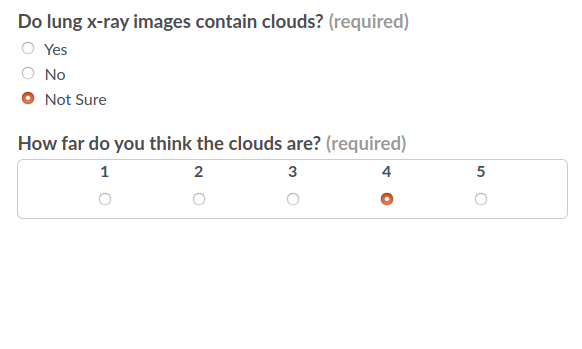 Do lung x-ray images contain clouds? (required)
Yes
No
Not Sure
How far do you think the clouds are? (required)
1 2 3 4 5